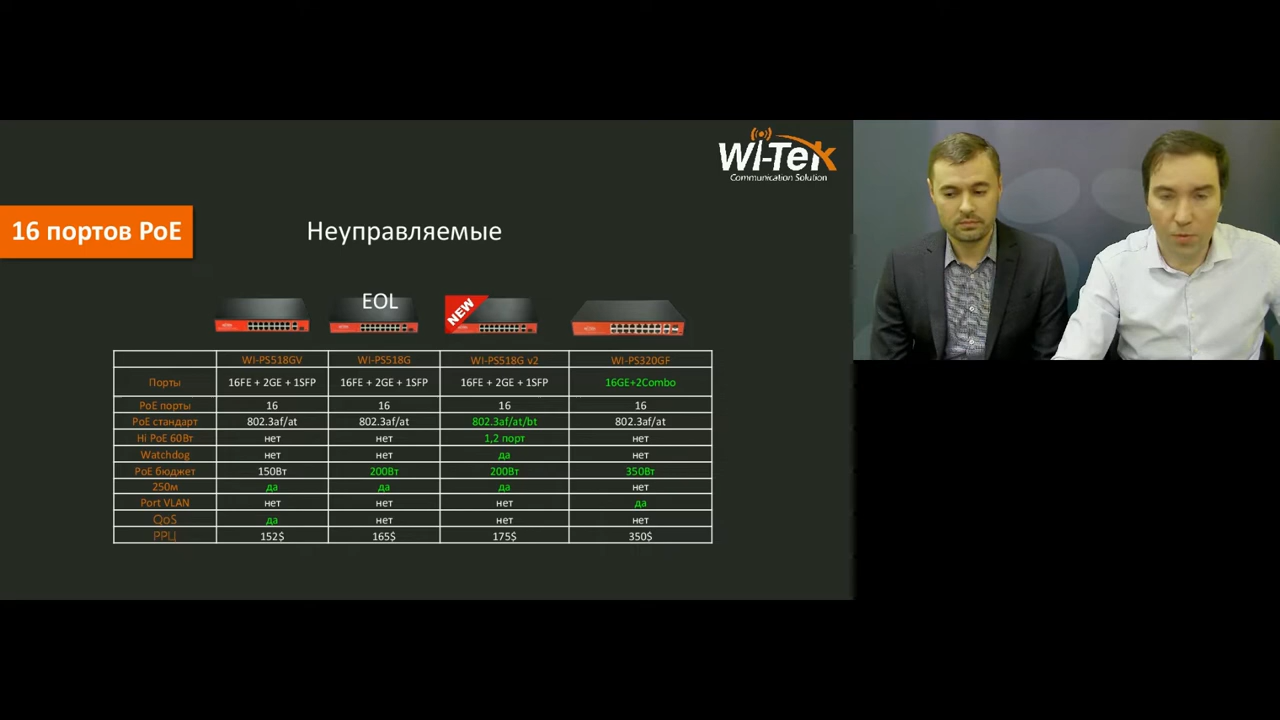 Wi-Tek
Communication Solution
16 портов PoE
Неуправляемые
EOL
NEW
WI-PS518GV WI-PS518G WI-PS518G v2 WI-PS320GF
Порты 16FE + 2GE + 1SFP 16FE + 2GE + 1SFP 16FE + 2GE + 1SFP 16GE+2Combo
PoE порты 16 16 16 16
PoE стандарт 802.3af/at 802.3af/at 802.3af/at/bt 802.3af/at
Hi PoE 60Вт нет нет 1,2 порт нет
Watchdog нет нет да нет
PoE бюджет 150Вт 200Вт 200Вт 350Вт
250м да да да нет
Port VLAN нет нет нет да
QoS да нет нет нет
РРЦ 152$ 165$ 175$ 350$